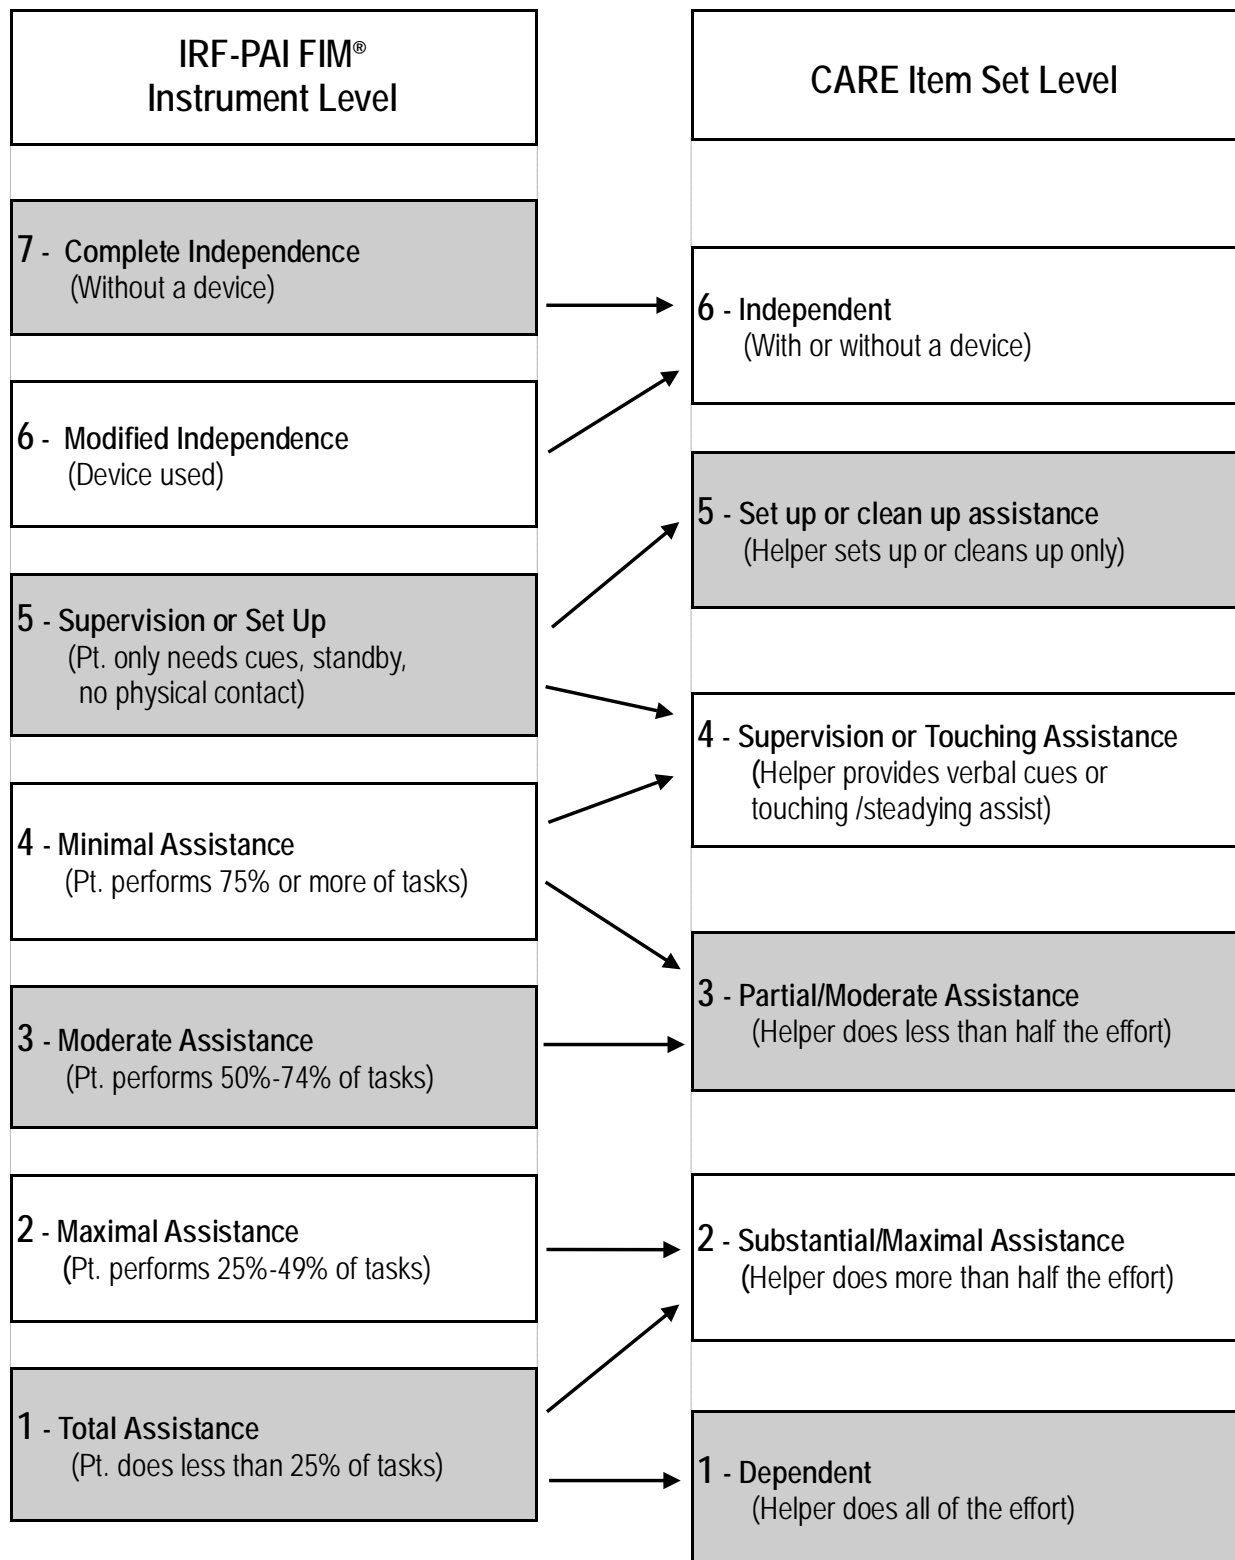 IRF-PAI FIM®
Instrument Level
7 - Complete Independence
(Without a device)
6 - Modified Independence
(Device used)
5 - Supervision or Set Up
(Pt. only needs cues, standby,
no physical contact)
4 - Minimal Assistance
(Pt. performs 75% or more of tasks)
3 - Moderate Assistance
(Pt. performs 50%-74% of tasks)
2 - Maximal Assistance
(Pt. performs 25%-49% of tasks)
1 - Total Assistance
(Pt. does less than 25% of tasks)
CARE Item Set Level
6 - Independent
(With or without a device)
5 - Set up or clean up assistance
(Helper sets up or cleans up only)
4 - Supervision or Touching Assistance
(Helper provides verbal cues or
touching /steadying assist)
3 - Partial/Moderate Assistance
(Helper does less than half the effort)
2 - Substantial/Maximal Assistance
(Helper does more than half the effort)
1 - Dependent
(Helper does all of the effort)